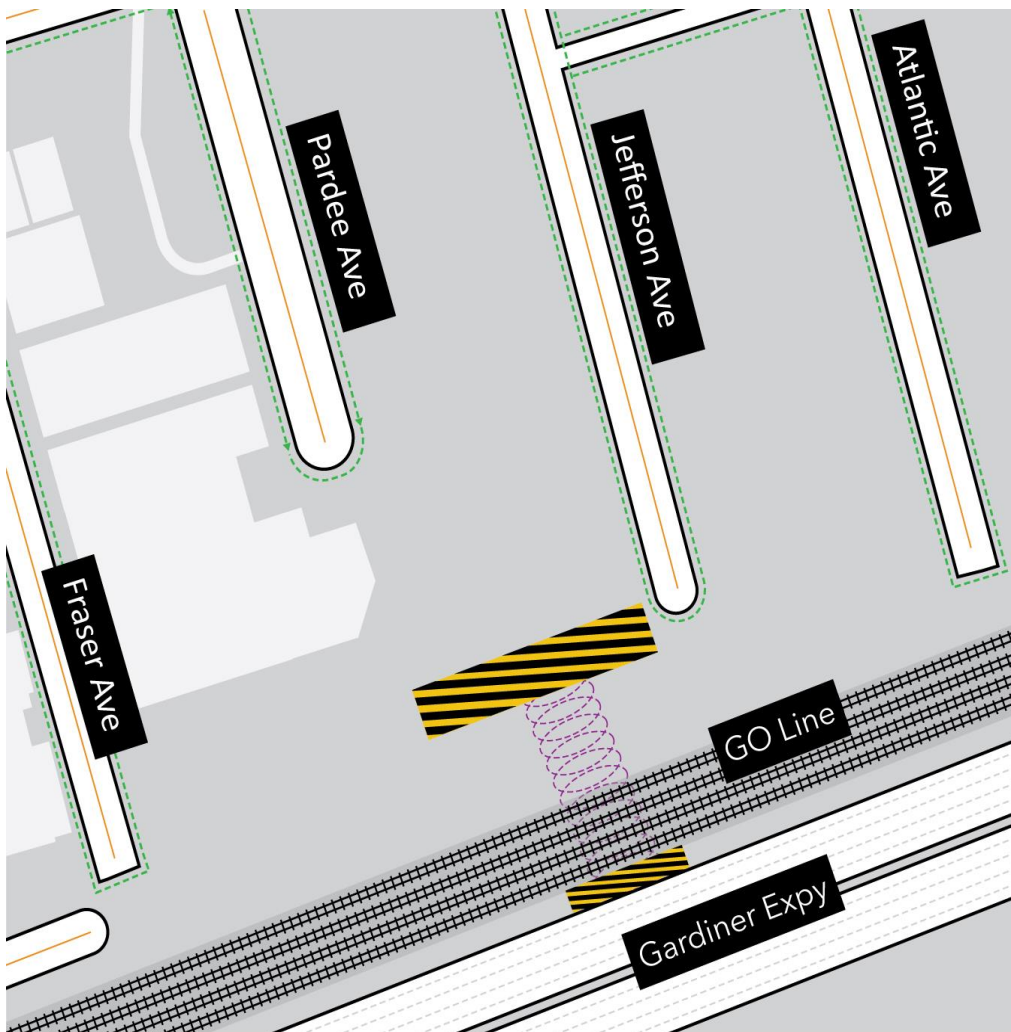 Pardee Ave
Jefferson Ave
Atlantic Ave
Fraser Ave
GO Line
Gardiner Expy